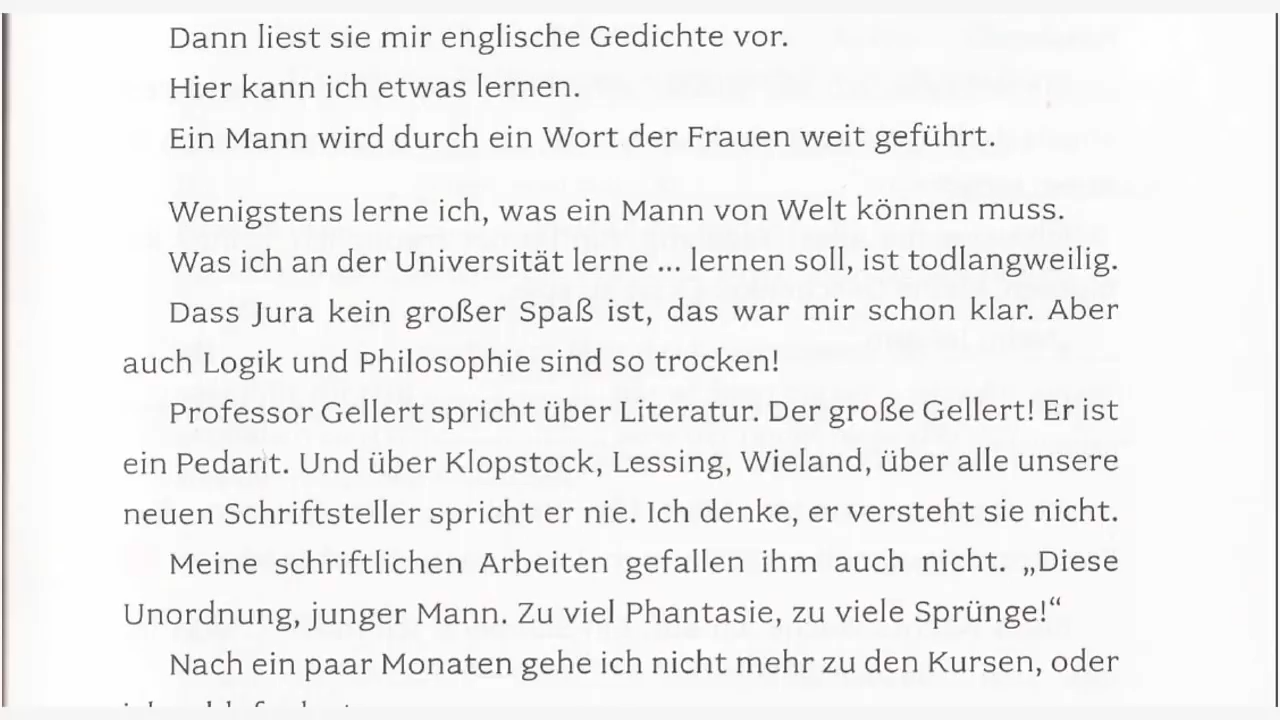 Dann liest sie mir englische Gedichte vor.
Hier kann ich etwas lernen.
Ein Mann wird durch ein Wort der Frauen weit geführt.
Wenigstens lerne ich, was ein Mann von Welt können muss.
Was ich an der Universität lerne ... lernen soll, ist todlangweilig.
Dass Jura kein großer Spaß ist, das war mir schon klar. Aber
auch Logik und Philosophie sind so trocken!
Professor Gellert spricht über Literatur. Der große Gellert! Er ist
ein Pedant. Und über Klopstock, Lessing, Wieland, über alle unsere
neuen Schriftsteller spricht er nie. Ich denke, er versteht sie nicht.
Meine schriftlichen Arbeiten gefallen ihm auch nicht. „Diese
Unordnung, junger Mann. Zu viel Phantasie, zu viele Sprünge!“
Nach ein paar Monaten gehe ich nicht mehr zu den Kursen, oder